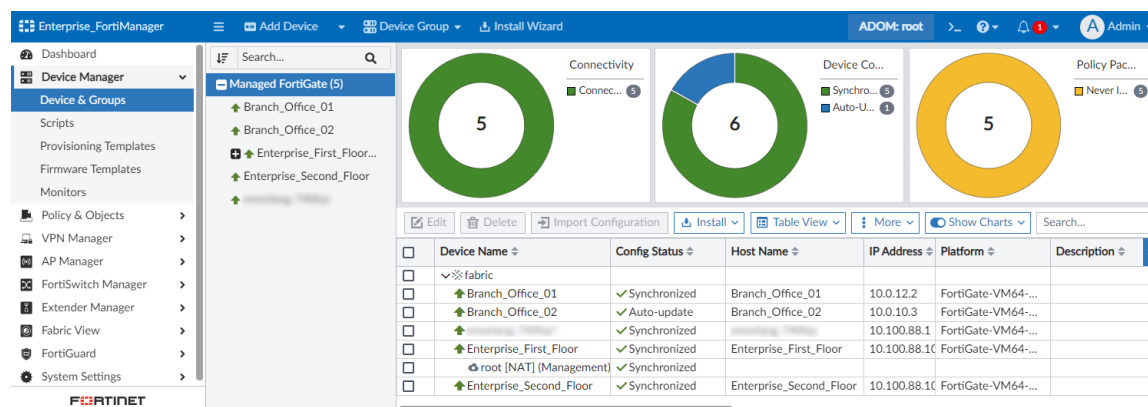 Enterprise_FortiManager
Add Device
Device Group
Install Wizard
ADOM: root
>_
?
1
A
Admin
Dashboard
Device Manager
Device & Groups
Scripts
Provisioning Templates
Firmware Templates
Monitors
Policy & Objects
VPN Manager
AP Manager
FortiSwitch Manager
Extender Manager
Fabric View
FortiGuard
System Settings
FORTINET
Search...
Managed FortiGate (5)
Branch_Office_01
Branch_Office_02
Enterprise_First_Floor...
Enterprise_Second_Floor
5
Connectivity
Connec... 5
6
Device Co...
Synchro... 5
Auto-U... 1
5
Policy Pac...
Never I... 5
Edit
Delete
Import Configuration
Install
Table View
More
Show Charts
Search...
Device Name Config Status Host Name IP Address Platform Description
fabric
Branch_Office_01 Synchronized Branch_Office_01 10.0.12.2 FortiGate-VM64-...
Branch_Office_02 Auto-update Branch_Office_02 10.0.10.3 FortiGate-VM64-...
Synchronized 10.100.88.1 FortiGate-VM64-...
Enterprise_First_Floor Synchronized Enterprise_First_Floor 10.100.88.10 FortiGate-VM64-...
root [NAT] (Management) Synchronized
Enterprise_Second_Floor Synchronized Enterprise_Second_Floor 10.100.88.10 FortiGate-VM64-...